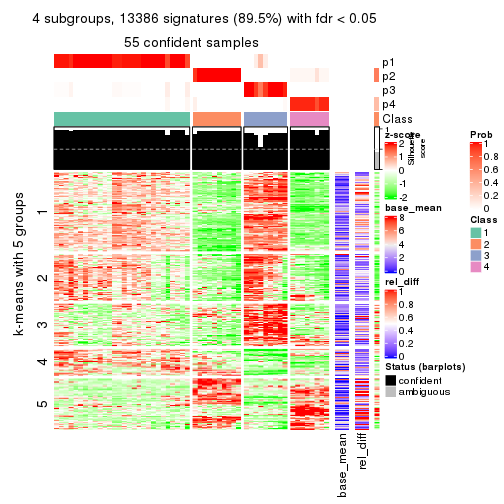 4 subgroups, 13386 signatures (89.5%) with fdr < 0.05
55 confident samples
p1
p2
p3
p4
Class
1
Silhouette
score
z-score
2
1
0
-1
-2
base_mean
8
6
4
2
0
rel_diff
1
0.8
0.6
0.4
0.2
0
Status (barplots)
confident
ambiguous
Prob
1
0.8
0.6
0.4
0.2
0
Class
1
2
3
4
k-means with 5 groups
1
2
3
4
5
base_mean
rel_diff